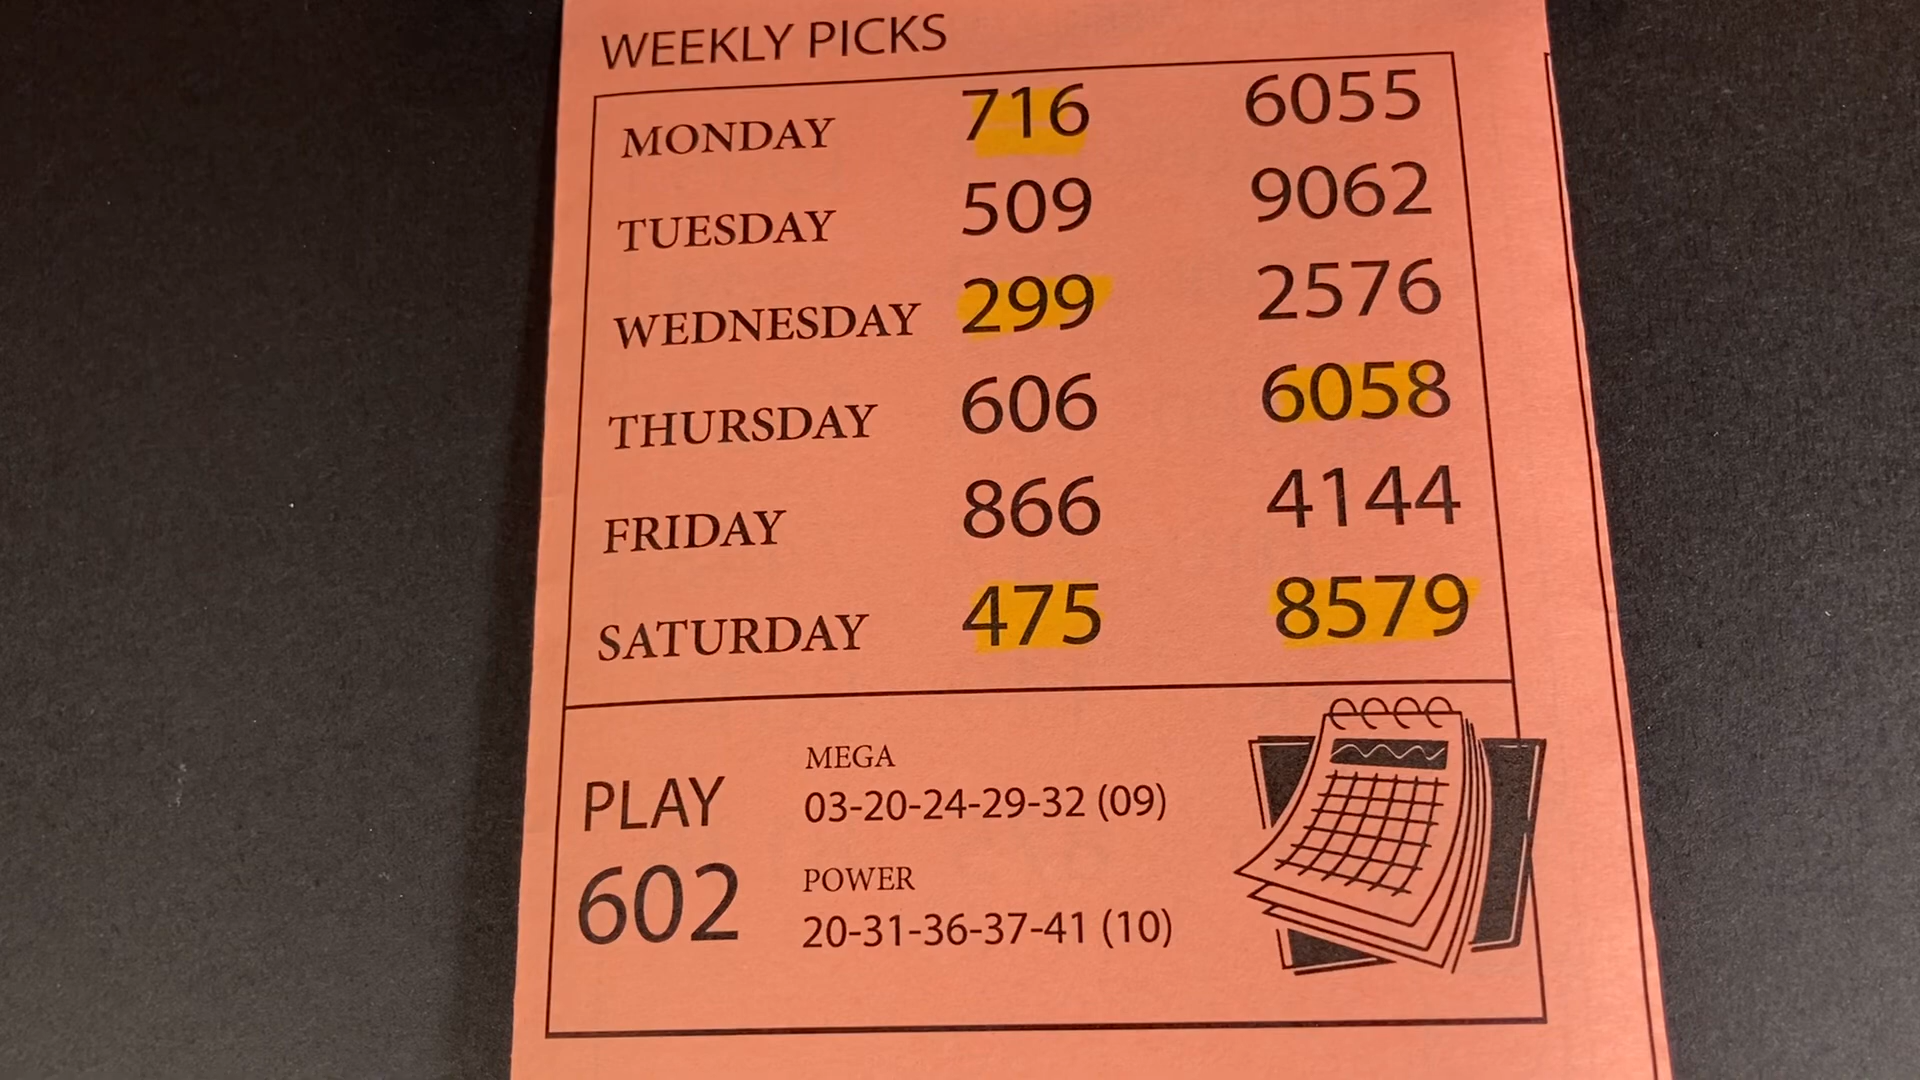 WEEKLY PICKS
MONDAY 716 6055
TUESDAY 509 9062
WEDNESDAY 299 2576
THURSDAY 606 6058
FRIDAY 866 4144
SATURDAY 475 8579
PLAY
602
MEGA
03-20-24-29-32 (09)
POWER
20-31-36-37-41 (10)